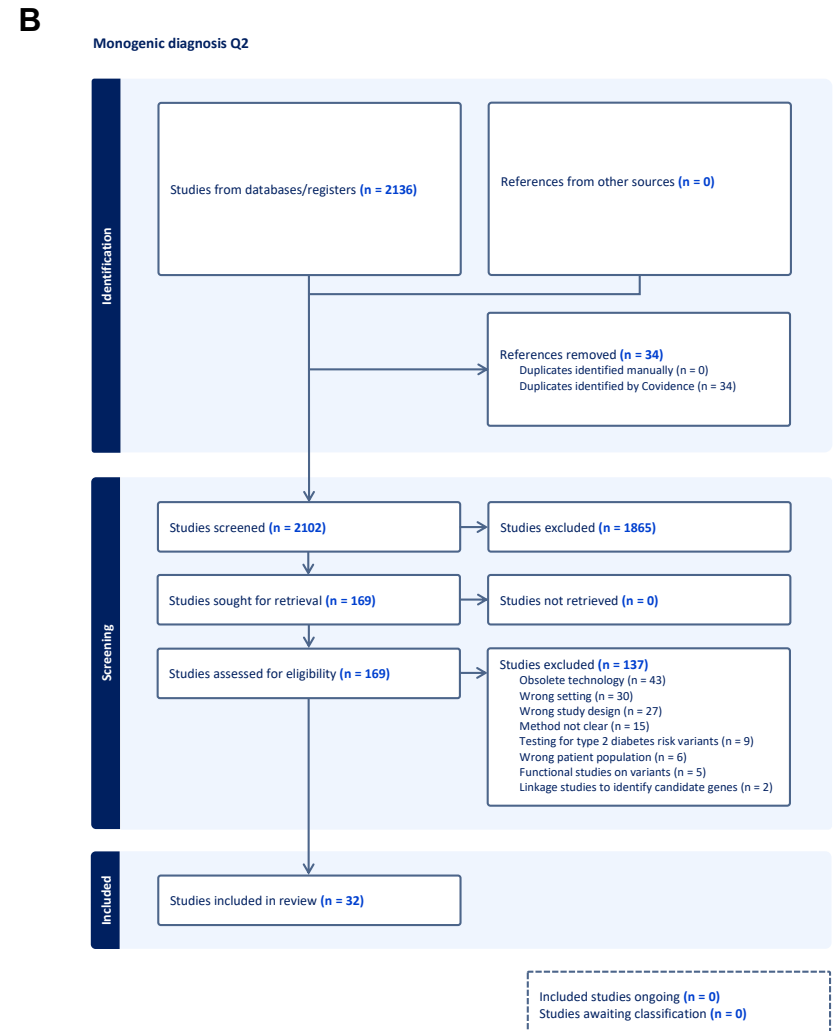 B
Monogenic diagnosis Q2
Identification
Studies from databases/registers (n = 2136)
References from other sources (n = 0)
References removed (n = 34)
Duplicates identified manually (n = 0)
Duplicates identified by Covidence (n = 34)
Screening
Studies screened (n = 2102)
Studies excluded (n = 1865)
Studies sought for retrieval (n = 169)
Studies not retrieved (n = 0)
Studies assessed for eligibility (n = 169)
Studies excluded (n = 137)
Obsolete technology (n = 43)
Wrong setting (n = 30)
Wrong study design (n = 27)
Method not clear (n = 15)
Testing for type 2 diabetes risk variants (n = 9)
Wrong patient population (n = 6)
Functional studies on variants (n = 5)
Linkage studies to identify candidate genes (n = 2)
Included
Studies included in review (n = 32)
Included studies ongoing (n = 0)
Studies awaiting classification (n = 0)